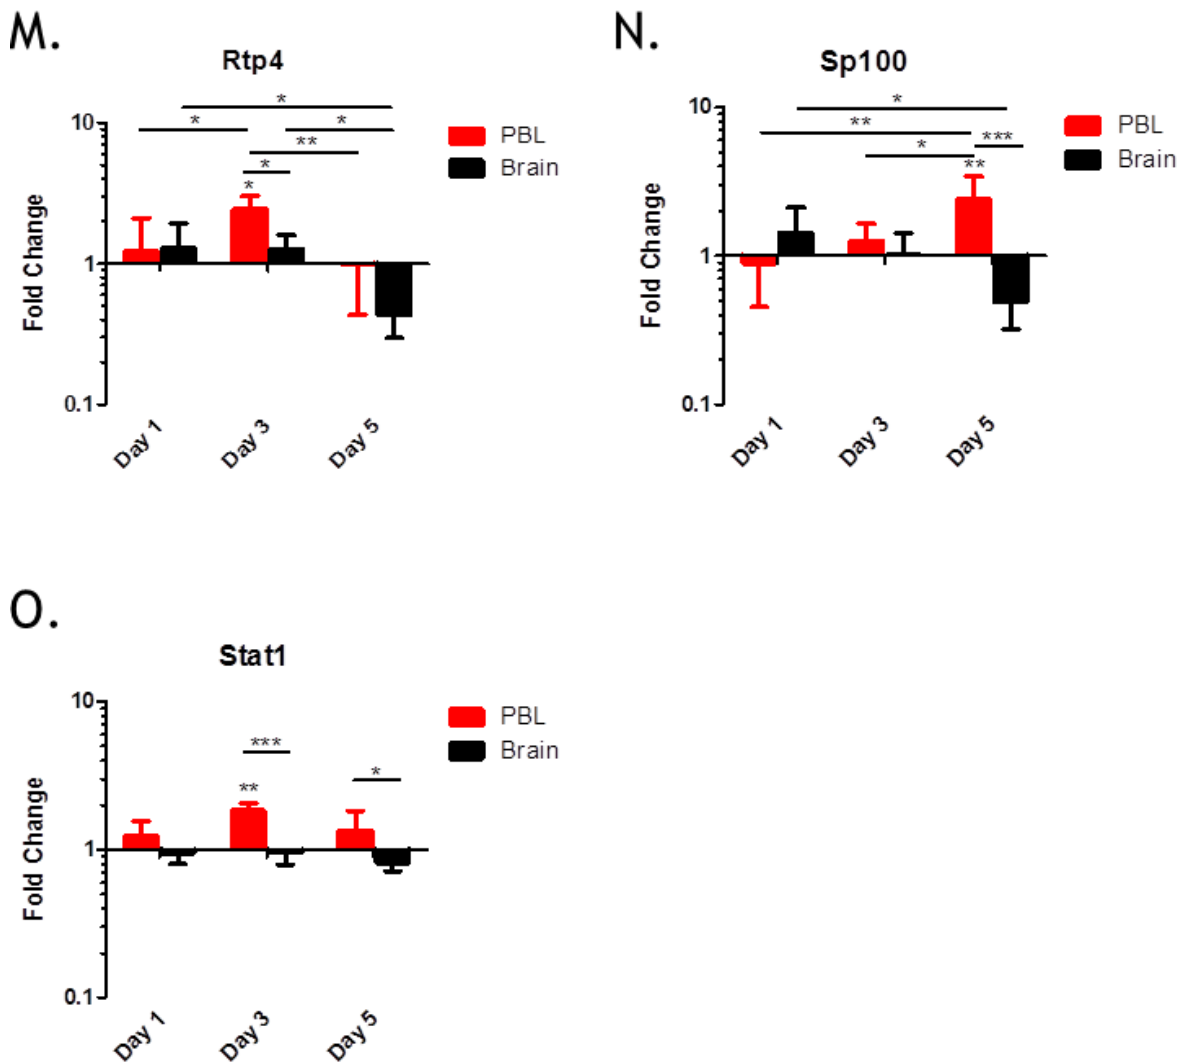 M.
Rtp4
Fold Change
10
1
0.1
*
*
*
**
*
*
PBL
Brain
Day 1
Day 3
Day 5
N.
Sp100
Fold Change
10
1
0.1
*
**
***
*
**
PBL
Brain
Day 1
Day 3
Day 5
O.
Stat1
Fold Change
10
1
0.1
***
**
*
PBL
Brain
Day 1
Day 3
Day 5